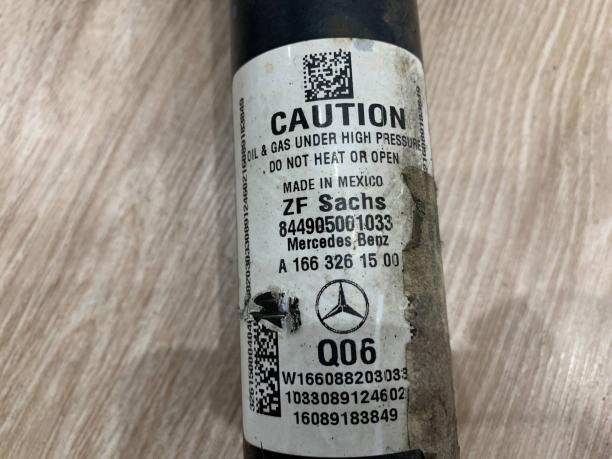 CAUTION
OIL & GAS UNDER HIGH PRESSURE
DO NOT HEAT OR OPEN
MADE IN MEXICO
ZF Sachs
844905001033
Mercedes Benz
A 166 326 15 00
Q06
W166088203033
1033089124602
16089183849